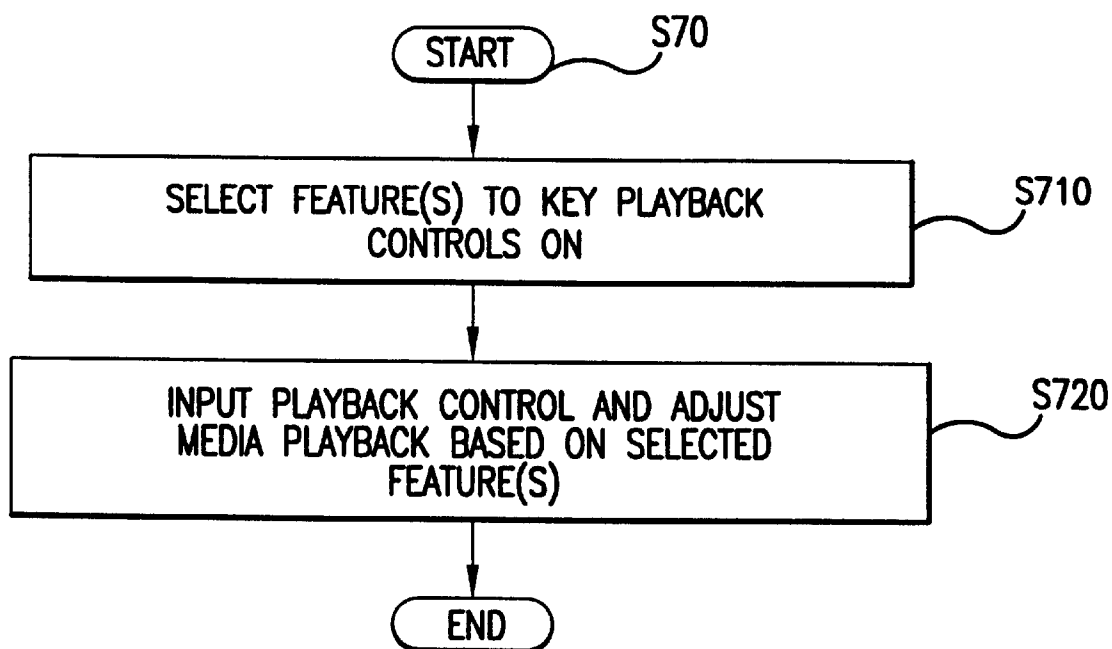 START
S70
SELECT FEATURE(S) TO KEY PLAYBACK
CONTROLS ON
S710
INPUT PLAYBACK CONTROL AND ADJUST
MEDIA PLAYBACK BASED ON SELECTED
FEATURE(S)
S720
END